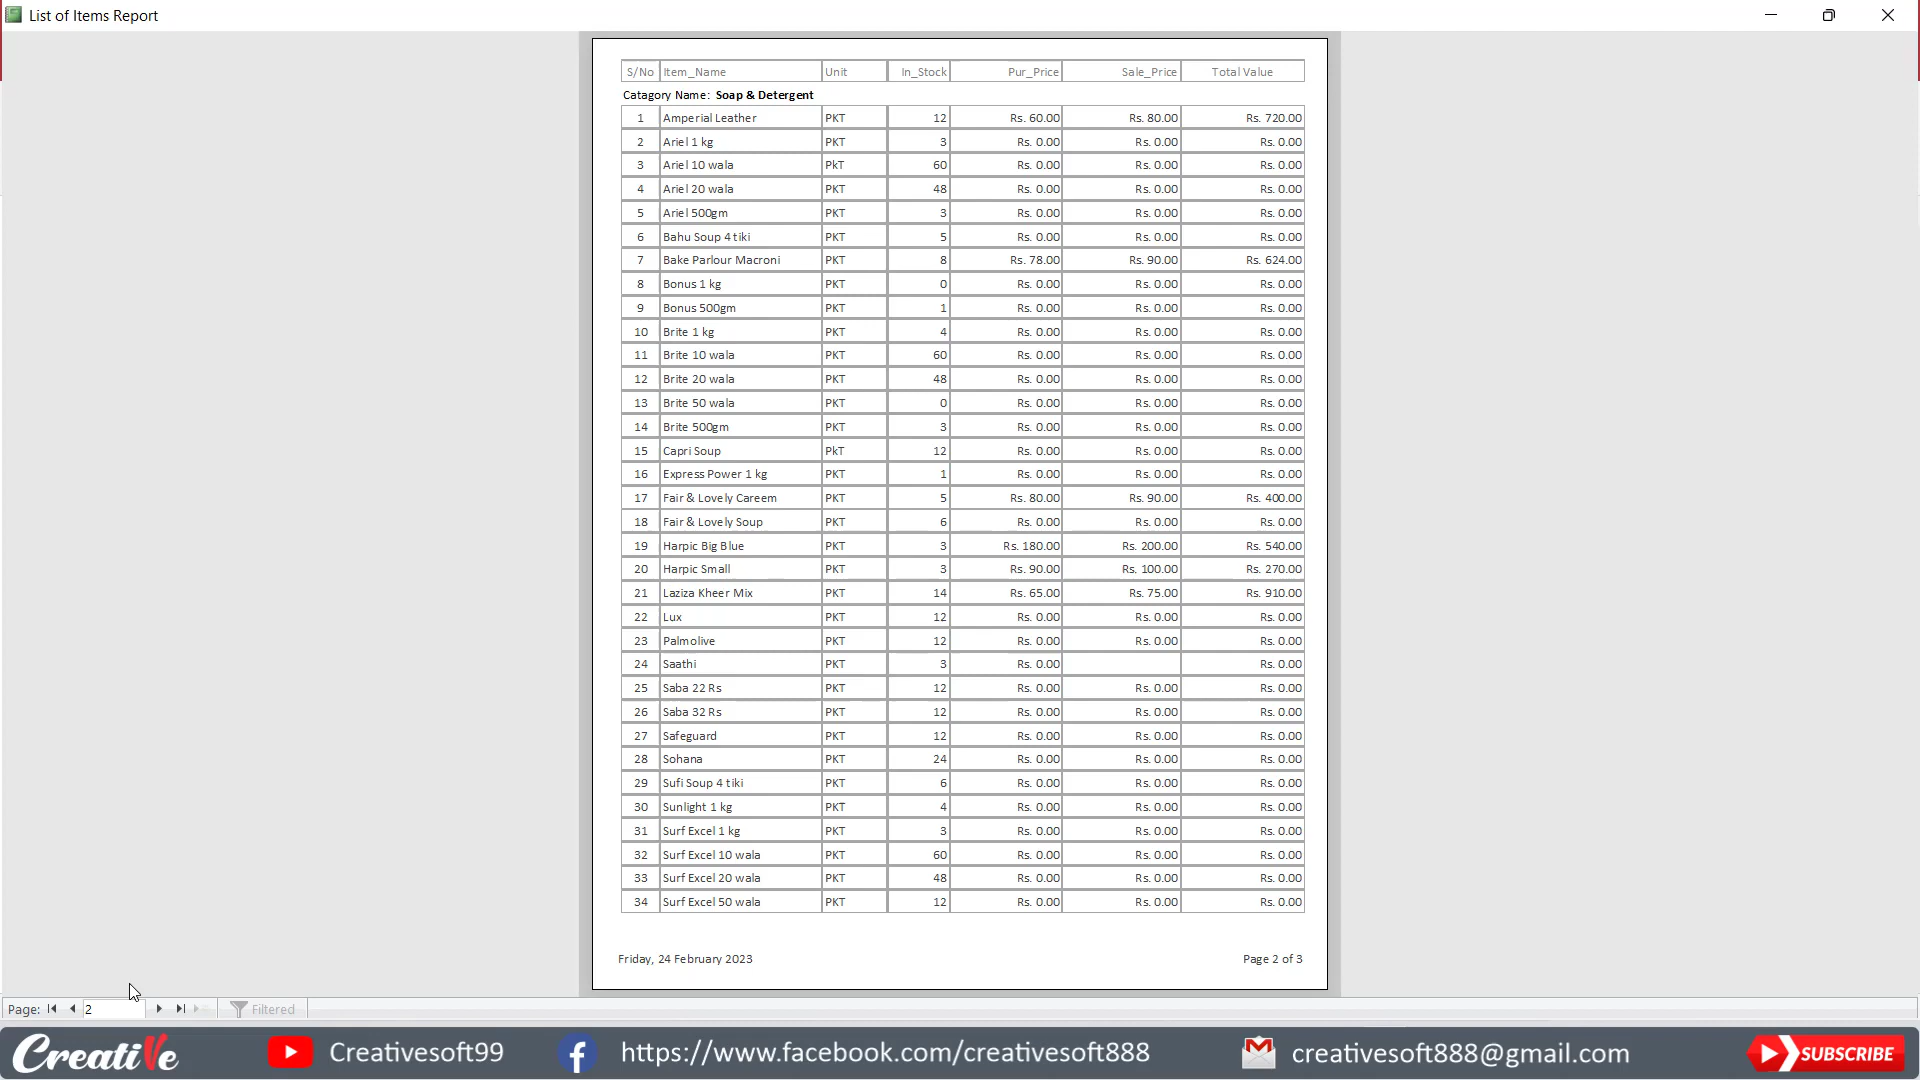 List of Items Report
S/No Item_Name Unit In_Stock Pur_Price Sale_Price Total Value
Catagory Name: Soap & Detergent
1 Amperial Leather PKT 12 Rs. 60.00 Rs. 80.00 Rs. 720.00
2 Ariel 1 kg PKT 3 Rs. 0.00 Rs. 0.00 Rs. 0.00
3 Ariel 10 wala PkT 60 Rs. 0.00 Rs. 0.00 Rs. 0.00
4 Ariel 20 wala PKT 48 Rs. 0.00 Rs. 0.00 Rs. 0.00
5 Ariel 500gm PKT 3 Rs. 0.00 Rs. 0.00 Rs. 0.00
6 Bahu Soup 4 tiki PKT 5 Rs. 0.00 Rs. 0.00 Rs. 0.00
7 Bake Parlour Macroni PKT 8 Rs. 78.00 Rs. 90.00 Rs. 624.00
8 Bonus 1 kg PKT 0 Rs. 0.00 Rs. 0.00 Rs. 0.00
9 Bonus 500gm PKT 1 Rs. 0.00 Rs. 0.00 Rs. 0.00
10 Brite 1 kg PKT 4 Rs. 0.00 Rs. 0.00 Rs. 0.00
11 Brite 10 wala PKT 60 Rs. 0.00 Rs. 0.00 Rs. 0.00
12 Brite 20 wala PKT 48 Rs. 0.00 Rs. 0.00 Rs. 0.00
13 Brite 50 wala PKT 0 Rs. 0.00 Rs. 0.00 Rs. 0.00
14 Brite 500gm PKT 3 Rs. 0.00 Rs. 0.00 Rs. 0.00
15 Capri Soup PkT 12 Rs. 0.00 Rs. 0.00 Rs. 0.00
16 Express Power 1 kg PKT 1 Rs. 0.00 Rs. 0.00 Rs. 0.00
17 Fair & Lovely Careem PKT 5 Rs. 80.00 Rs. 90.00 Rs. 400.00
18 Fair & Lovely Soup PKT 6 Rs. 0.00 Rs. 0.00 Rs. 0.00
19 Harpic Big Blue PKT 3 Rs. 180.00 Rs. 200.00 Rs. 540.00
20 Harpic Small PKT 3 Rs. 90.00 Rs. 100.00 Rs. 270.00
21 Laziza Kheer Mix PKT 14 Rs. 65.00 Rs. 75.00 Rs. 910.00
22 Lux PKT 12 Rs. 0.00 Rs. 0.00 Rs. 0.00
23 Palmolive PKT 12 Rs. 0.00 Rs. 0.00 Rs. 0.00
24 Saathi PKT 3 Rs. 0.00 Rs. 0.00
25 Saba 22 Rs PKT 12 Rs. 0.00 Rs. 0.00 Rs. 0.00
26 Saba 32 Rs PKT 12 Rs. 0.00 Rs. 0.00 Rs. 0.00
27 Safeguard PKT 12 Rs. 0.00 Rs. 0.00 Rs. 0.00
28 Sohana PKT 24 Rs. 0.00 Rs. 0.00 Rs. 0.00
29 Sufi Soup 4 tiki PKT 6 Rs. 0.00 Rs. 0.00 Rs. 0.00
30 Sunlight 1 kg PKT 4 Rs. 0.00 Rs. 0.00 Rs. 0.00
31 Surf Excel 1 kg PKT 3 Rs. 0.00 Rs. 0.00 Rs. 0.00
32 Surf Excel 10 wala PKT 60 Rs. 0.00 Rs. 0.00 Rs. 0.00
33 Surf Excel 20 wala PKT 48 Rs. 0.00 Rs. 0.00 Rs. 0.00
34 Surf Excel 50 wala PKT 12 Rs. 0.00 Rs. 0.00 Rs. 0.00
Friday, 24 February 2023 Page 2 of 3
Page: 2 Filtered
CreatiVe Creativesoft99 https://www.facebook.com/creativesoft888 creativesoft888@gmail.com SUBSCRIBE